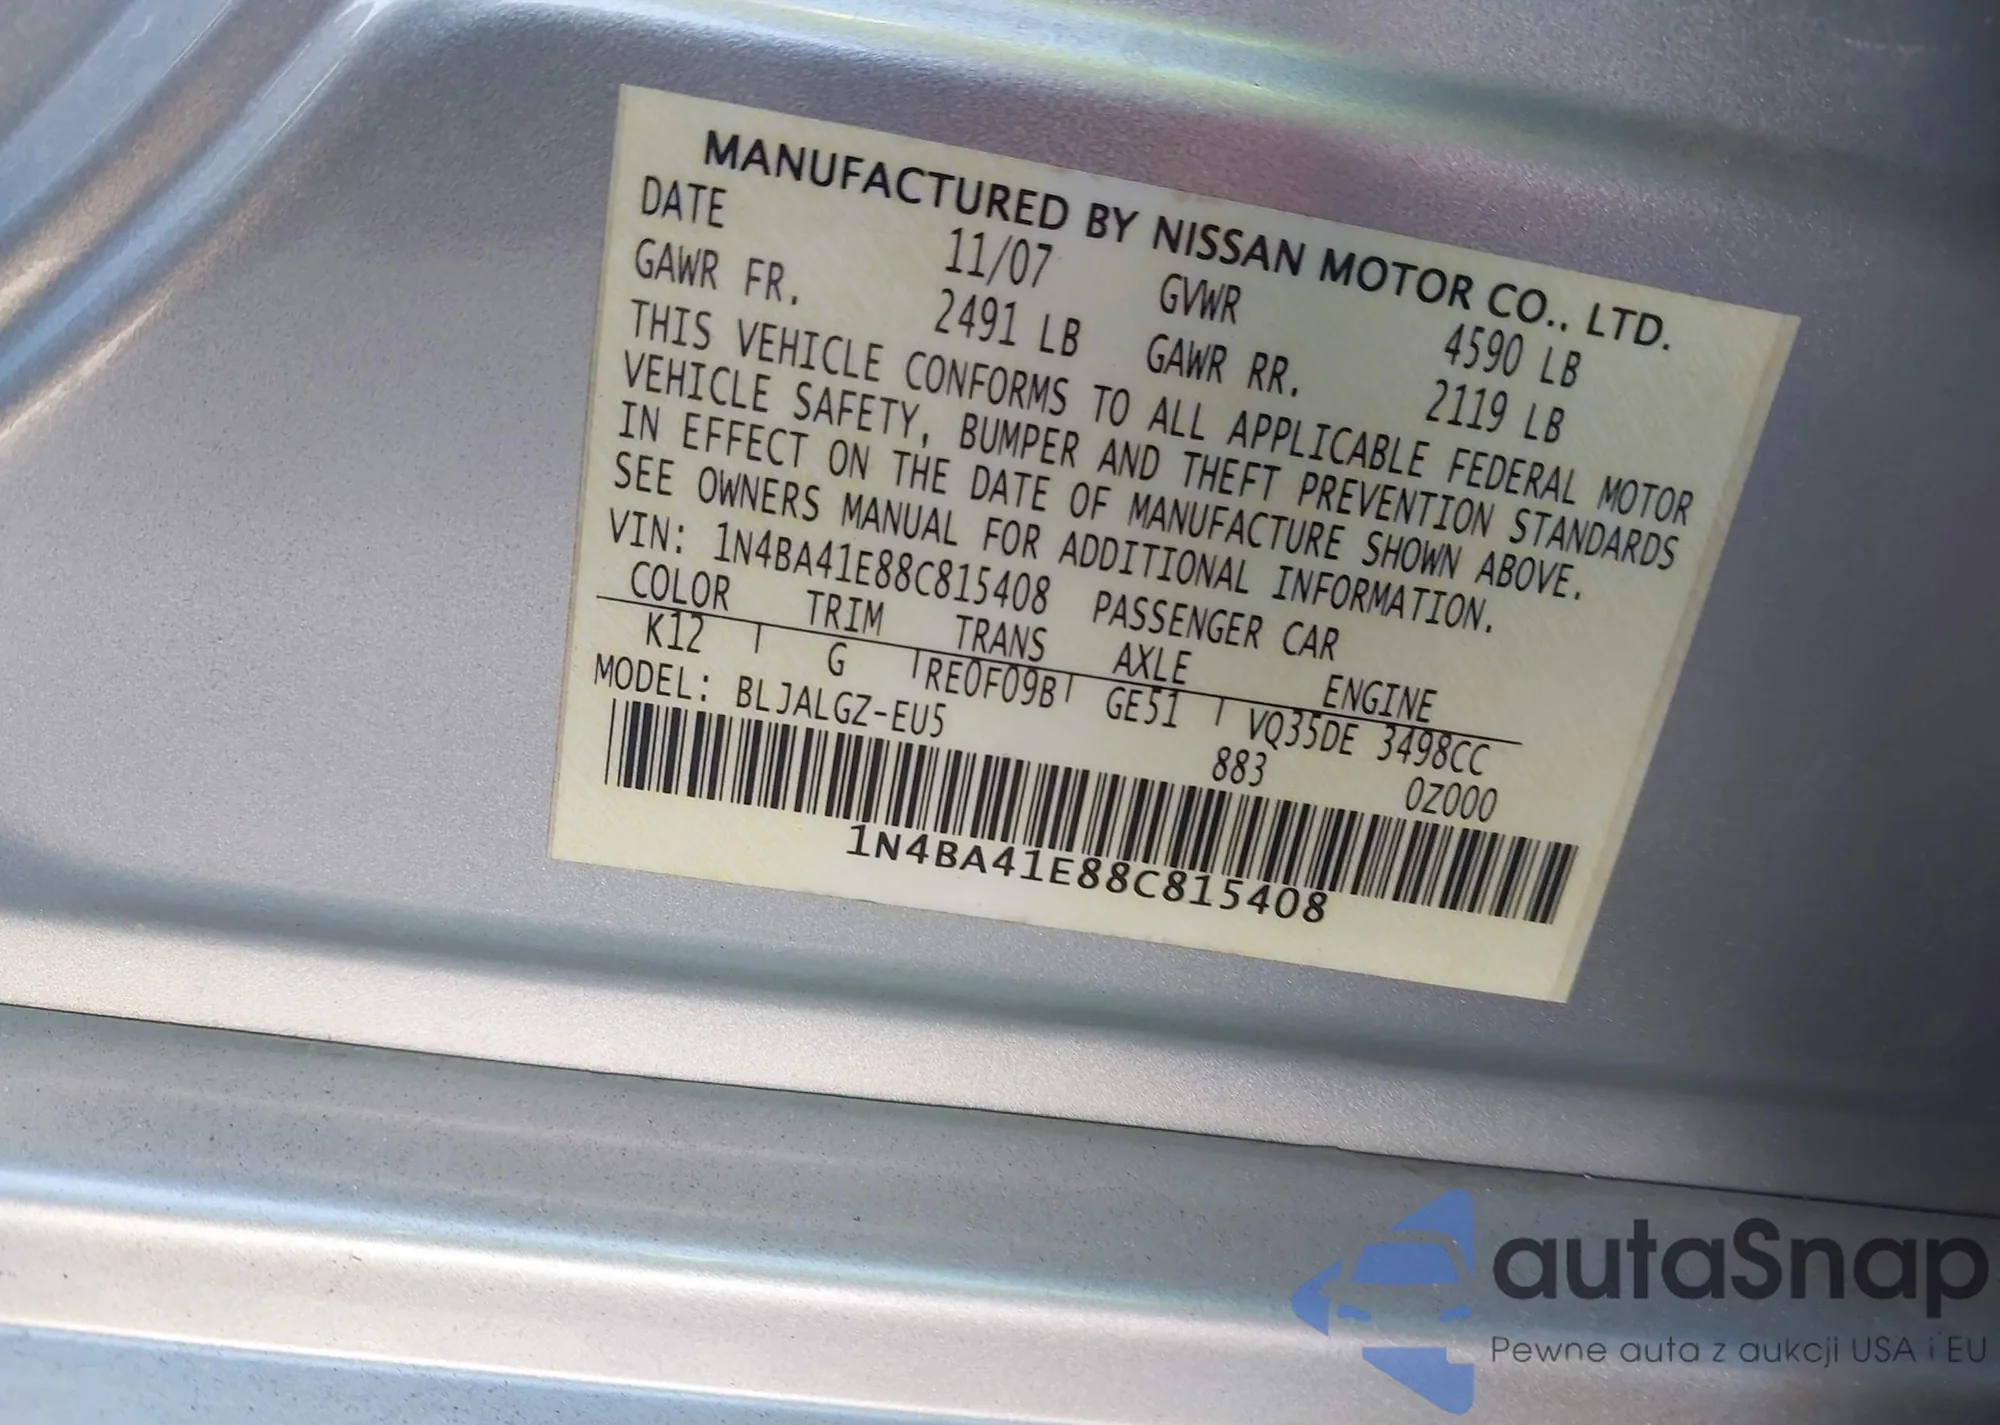 MANUFACTURED BY NISSAN MOTOR CO., LTD.
DATE 11/07 GVWR 4590 LB
GAWR FR. 2491 LB GAWR RR. 2119 LB
THIS VEHICLE CONFORMS TO ALL APPLICABLE FEDERAL MOTOR
VEHICLE SAFETY, BUMPER AND THEFT PREVENTION STANDARDS
IN EFFECT ON THE DATE OF MANUFACTURE SHOWN ABOVE.
SEE OWNERS MANUAL FOR ADDITIONAL INFORMATION.
VIN: 1N4BA41E88C815408 PASSENGER CAR
COLOR TRIM TRANS AXLE ENGINE
K12 G RE0F09B GE51 VQ35DE 3498CC
MODEL: BLJALGZ-EU5 883 0Z000
1N4BA41E88C815408
autaSnap
Pewne auta z aukcji USA i EU